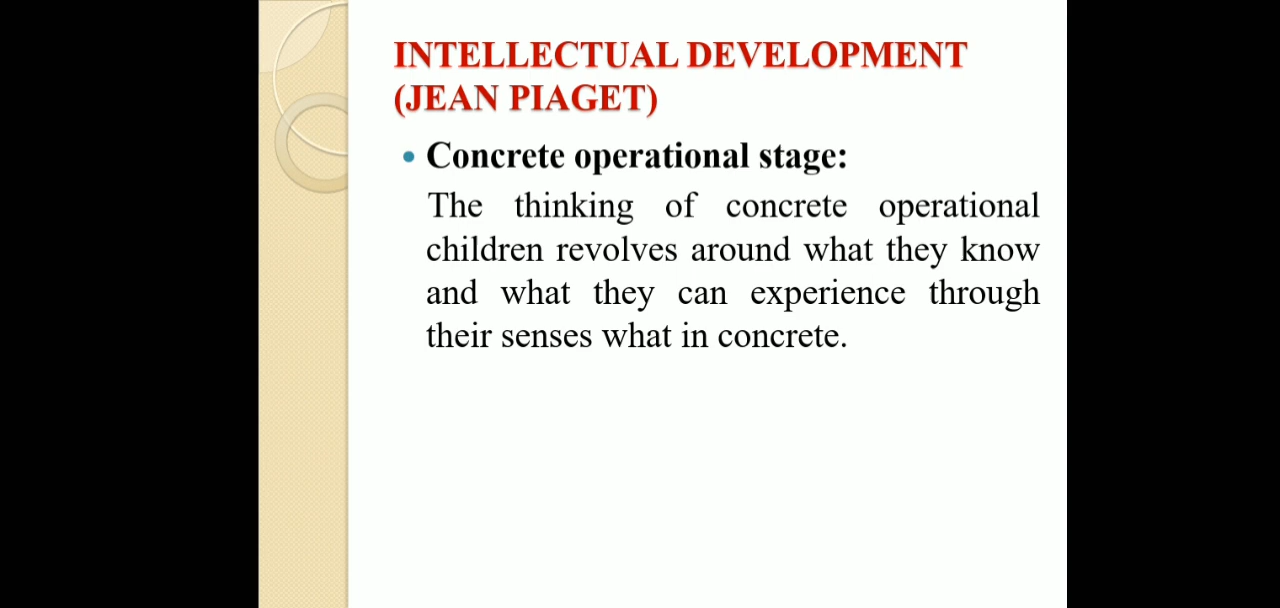 INTELLECTUAL DEVELOPMENT
(JEAN PIAGET)
• Concrete operational stage:
The thinking of concrete operational
children revolves around what they know
and what they can experience through
their senses what in concrete.